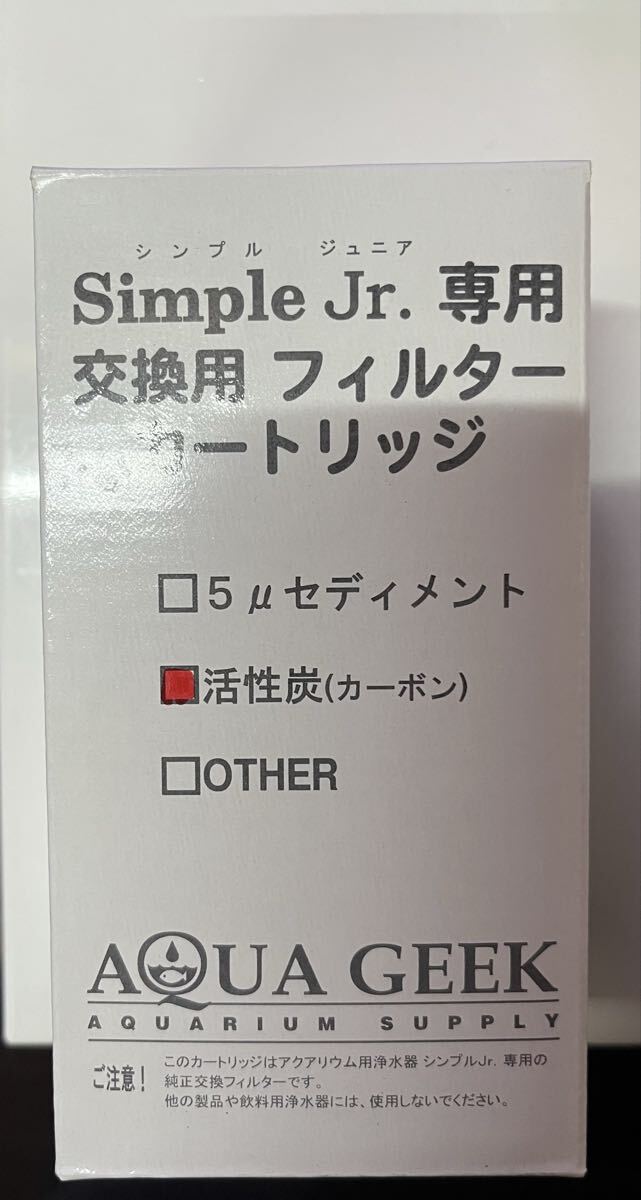 シンプル ジュニア
Simple Jr. 専用
交換用 フィルター
カートリッジ
□5μセディメント
■活性炭(カーボン)
□OTHER
AQUA GEEK
AQUARIUM SUPPLY
ご注意！
このカートリッジはアクアリウム用浄水器 シンプルJr. 専用の
純正交換フィルターです。
他の製品や飲料用浄水器には、使用しないでください。